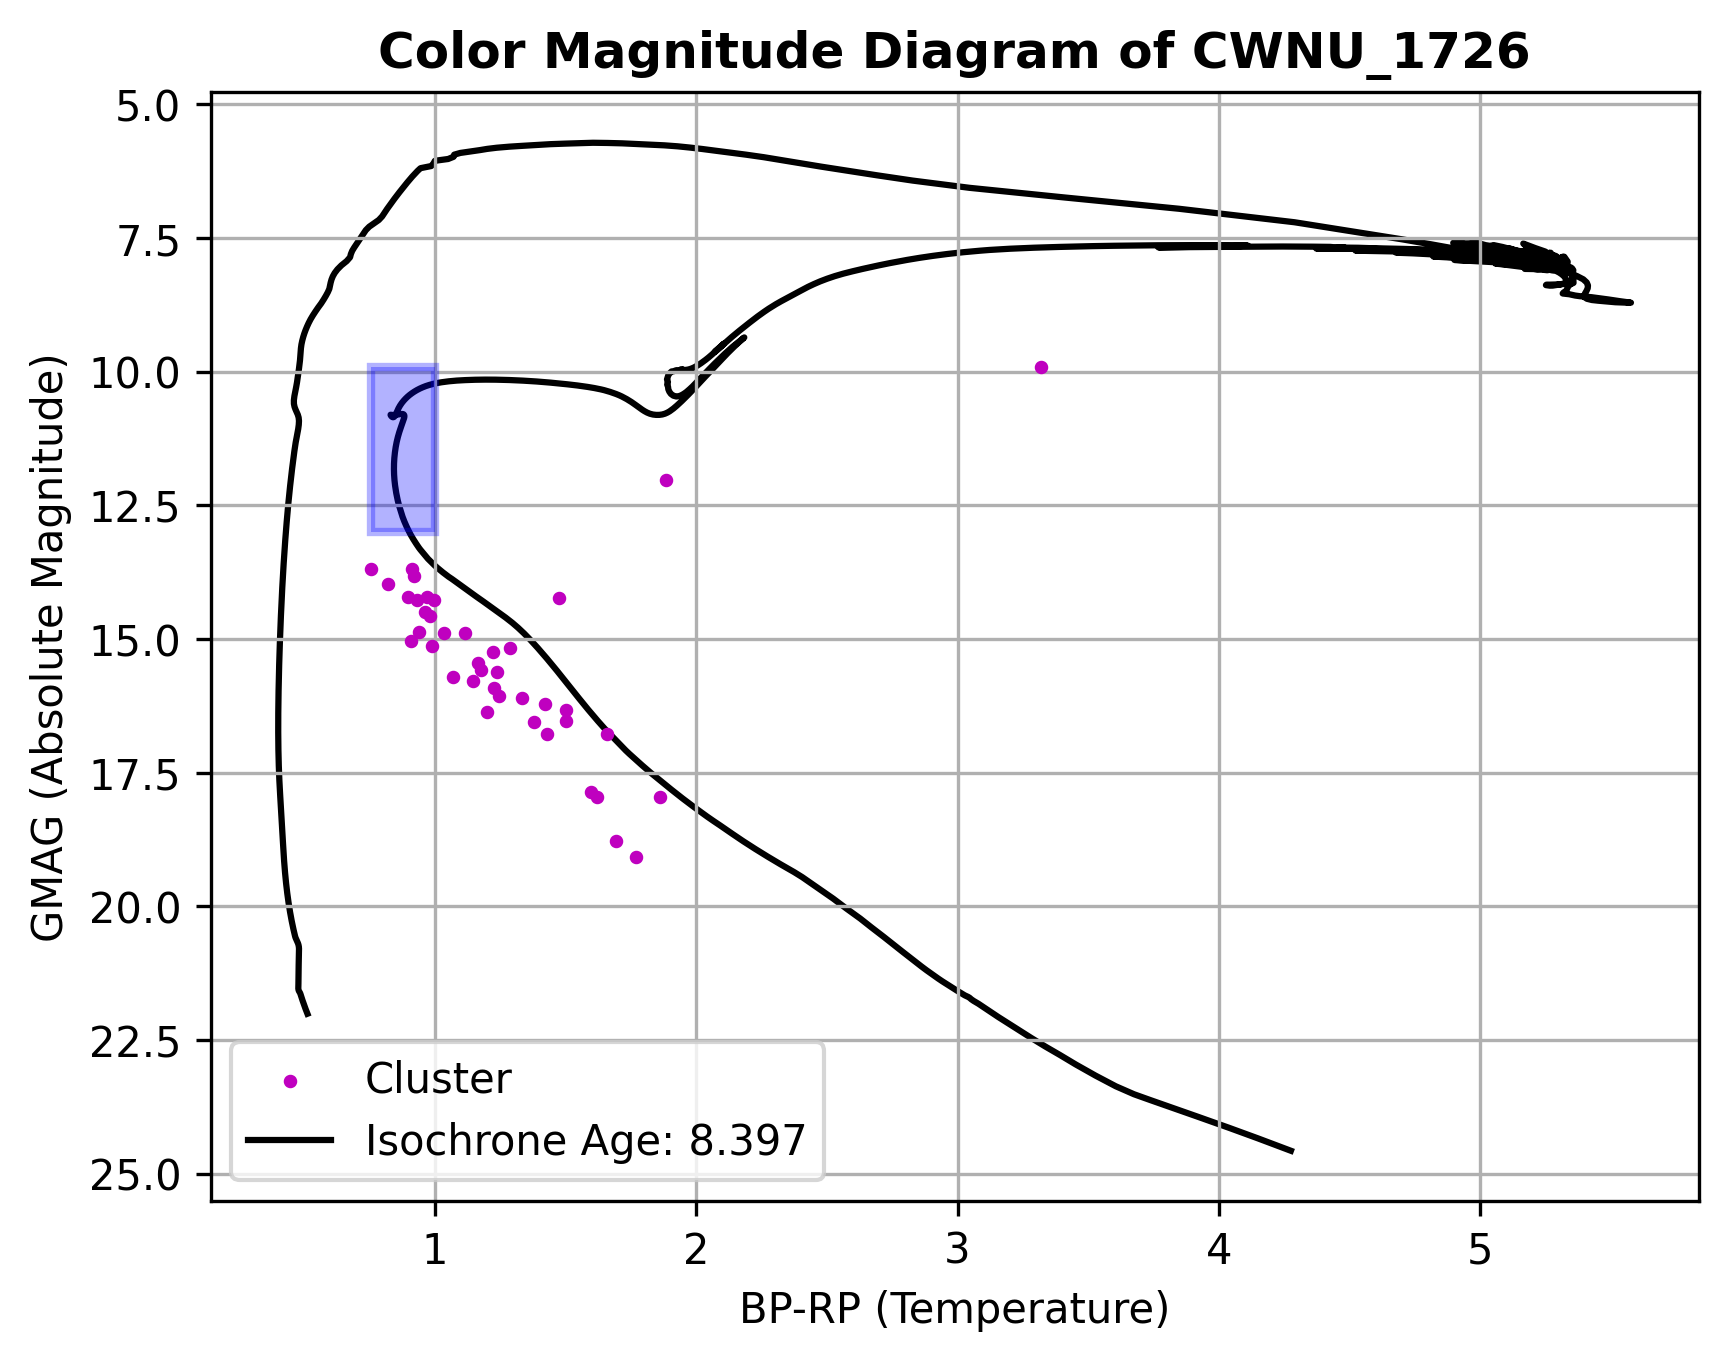 Color Magnitude Diagram of CWNU_1726
GMAG (Absolute Magnitude)
5.0
7.5
10.0
12.5
15.0
17.5
20.0
22.5
25.0
Cluster
Isochrone Age: 8.397
1 2 3 4 5
BP-RP (Temperature)